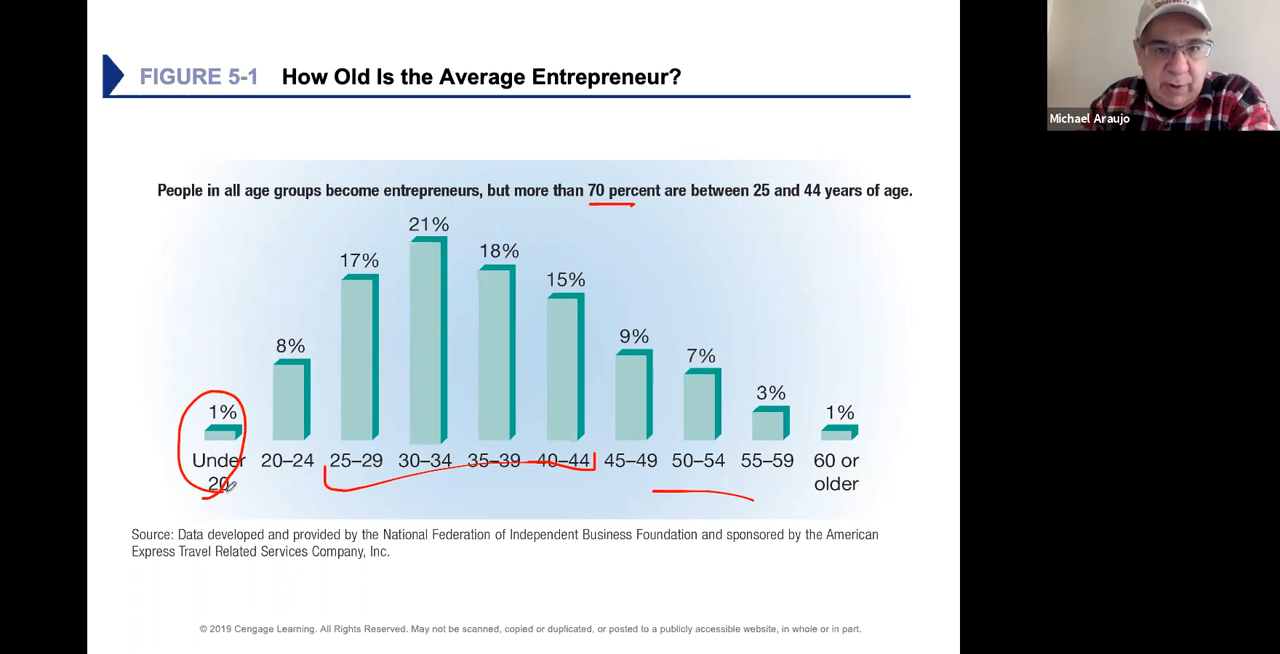 FIGURE 5-1 How Old Is the Average Entrepreneur?
Michael Araujo
People in all age groups become entrepreneurs, but more than 70 percent are between 25 and 44 years of age.
1%
8%
17%
21%
18%
15%
9%
7%
3%
1%
Under 20
20–24
25–29
30–34
35–39
40–44
45–49
50–54
55–59
60 or older
Source: Data developed and provided by the National Federation of Independent Business Foundation and sponsored by the American
Express Travel Related Services Company, Inc.
© 2019 Cengage Learning. All Rights Reserved. May not be scanned, copied or duplicated, or posted to a publicly accessible website, in whole or in part.